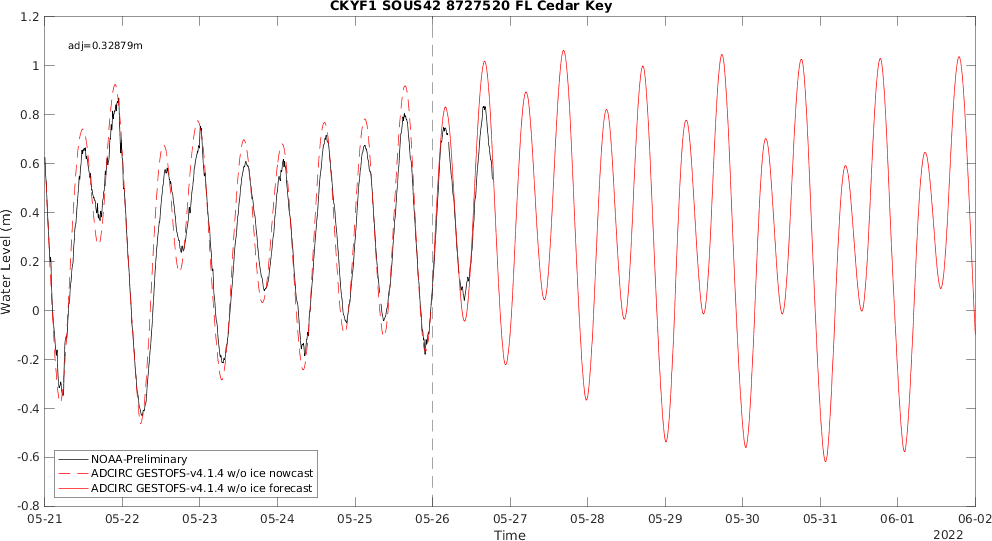 CKYF1 SOUS42 8727520 FL Cedar Key
adj=0.32879m
1.2
1
0.8
0.6
0.4
0.2
0
-0.2
-0.4
-0.6
-0.8
Water Level (m)
NOAA-Preliminary
ADCIRC GESTOFS-v4.1.4 w/o ice nowcast
ADCIRC GESTOFS-v4.1.4 w/o ice forecast
05-21 05-22 05-23 05-24 05-25 05-26 05-27 05-28 05-29 05-30 05-31 06-01 06-02
Time
2022